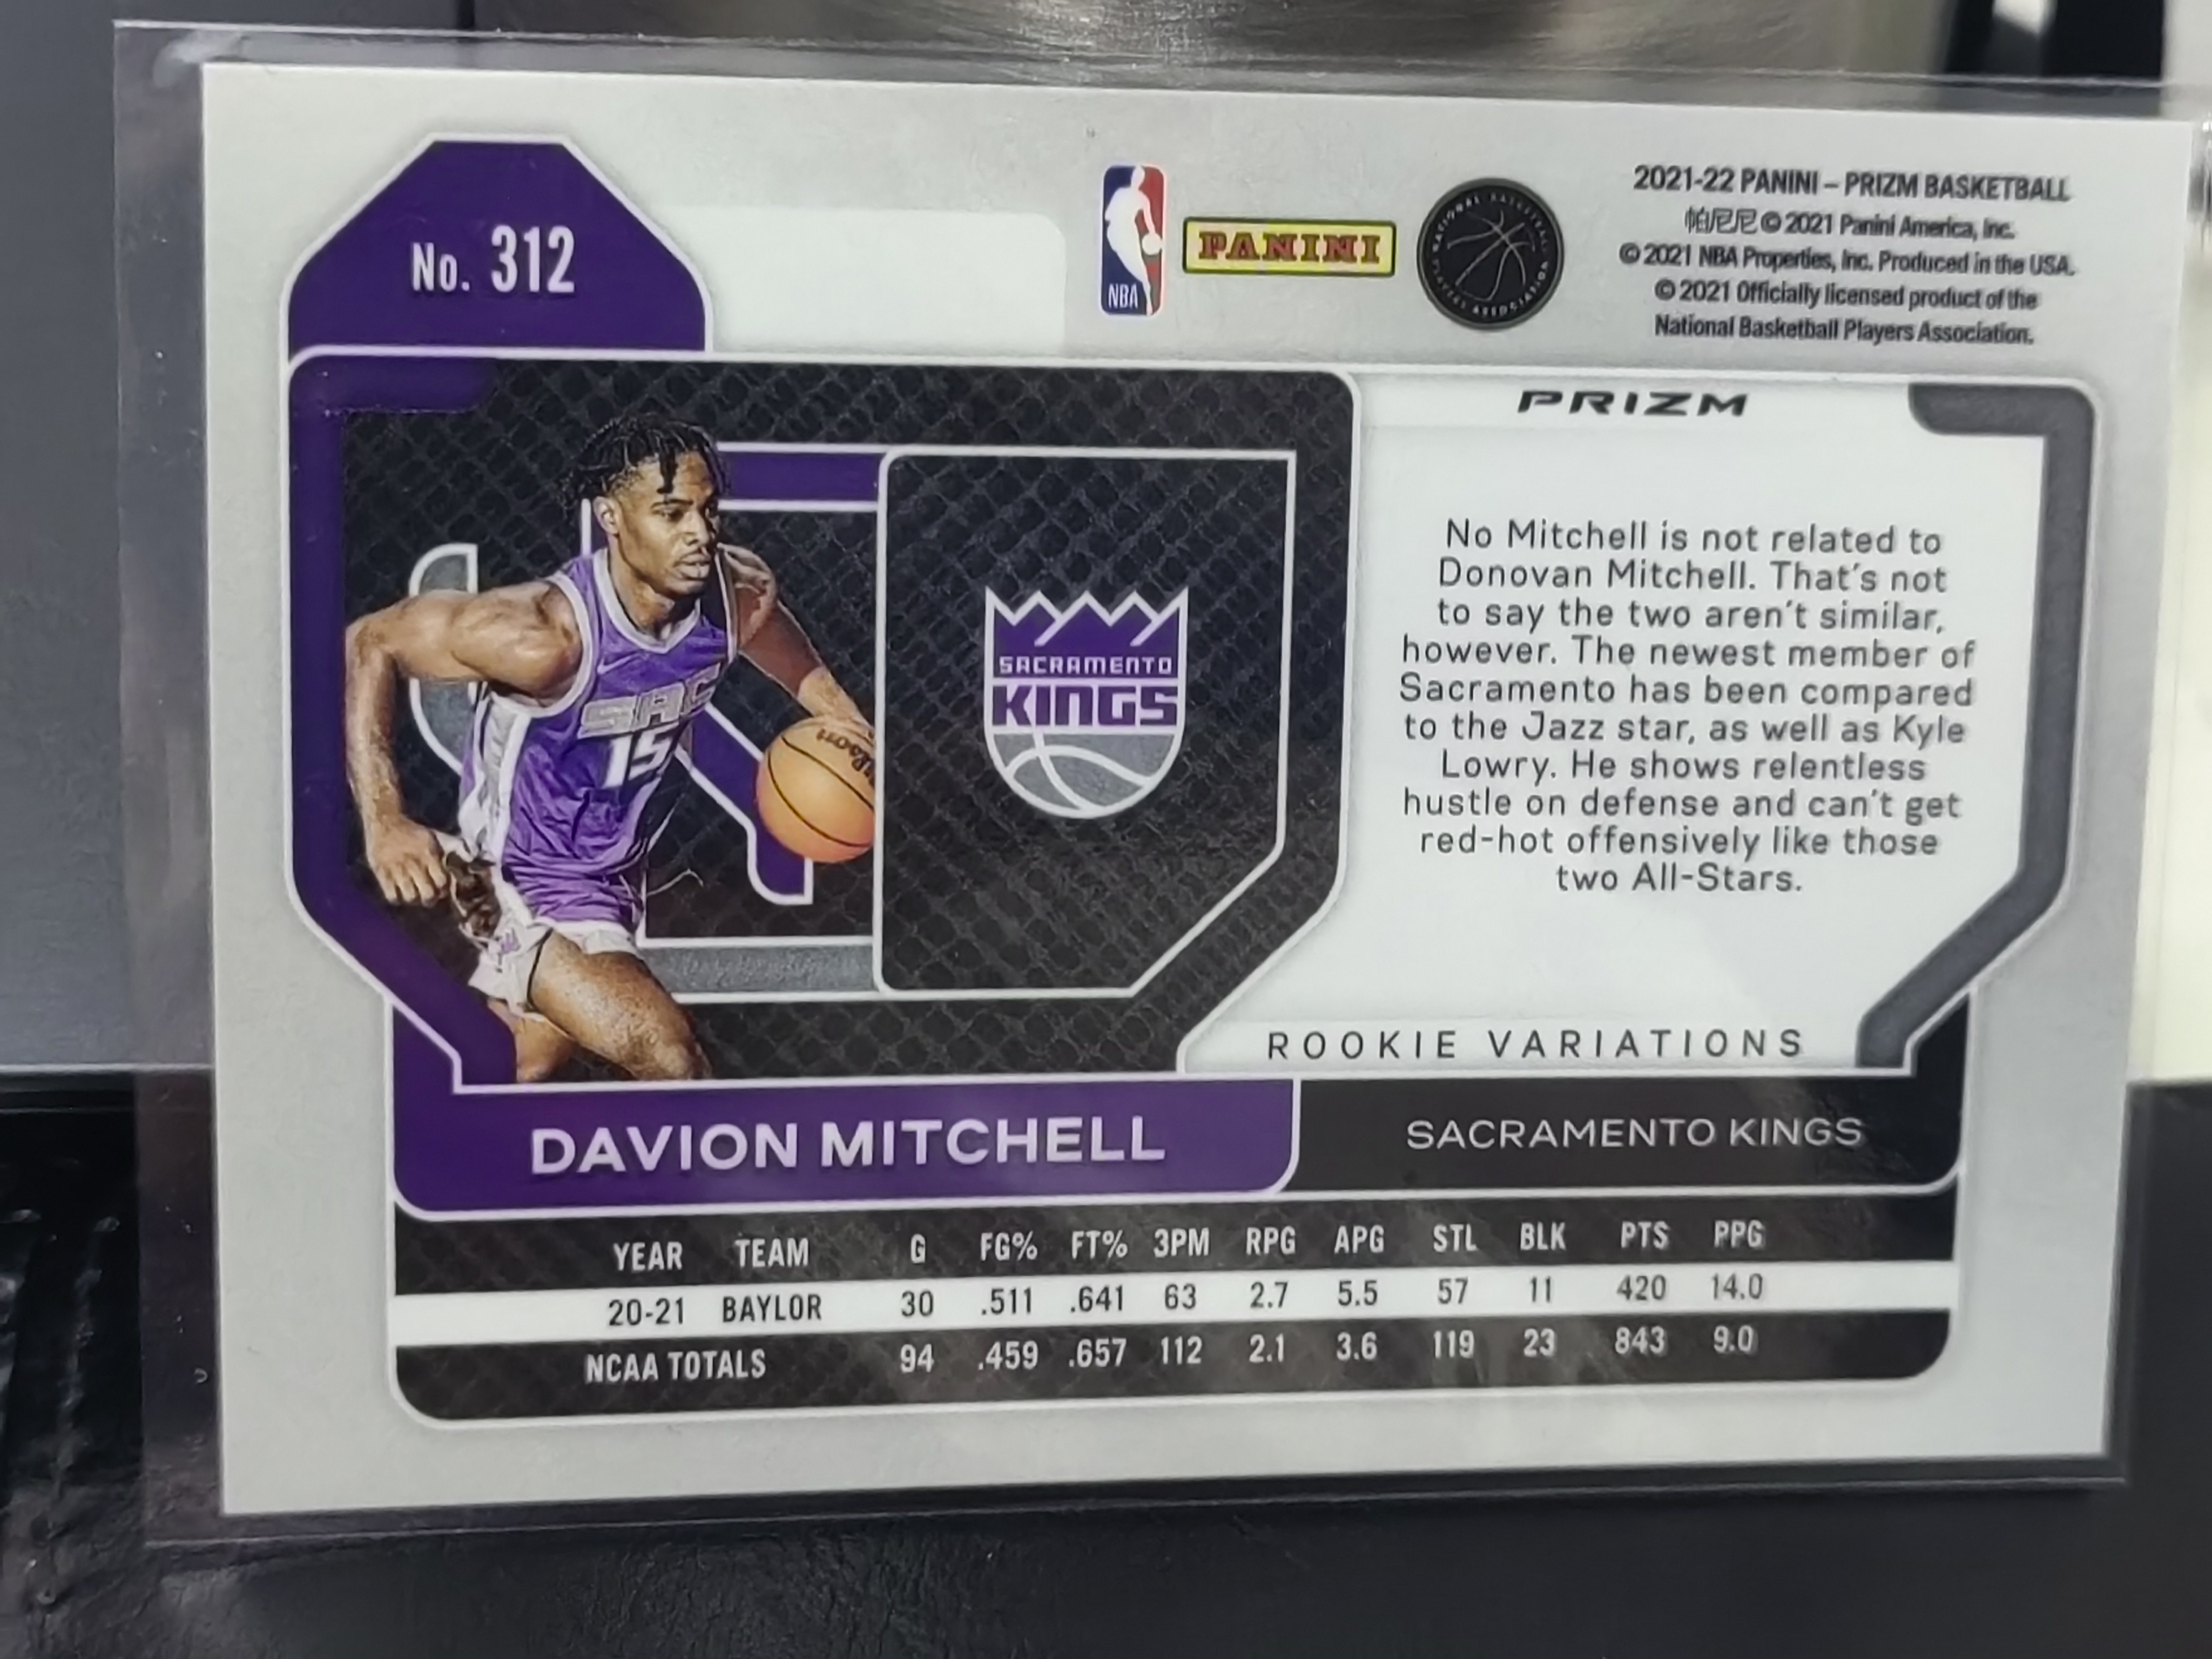 No. 312
NBA
PANINI
NATIONAL BASKETBALL PLAYERS ASSOCIATION
2021-22 PANINI – PRIZM BASKETBALL
帕尼尼 © 2021 Panini America, Inc.
© 2021 NBA Properties, Inc. Produced in the USA.
© 2021 Officially licensed product of the
National Basketball Players Association.
PRIZM
SAC
15
Wilson
SACRAMENTO
KINGS
No Mitchell is not related to
Donovan Mitchell. That's not
to say the two aren't similar,
however. The newest member of
Sacramento has been compared
to the Jazz star, as well as Kyle
Lowry. He shows relentless
hustle on defense and can't get
red-hot offensively like those
two All-Stars.
ROOKIE VARIATIONS
DAVION MITCHELL
SACRAMENTO KINGS
YEAR TEAM G FG% FT% 3PM RPG APG STL BLK PTS PPG
20-21 BAYLOR 30 .511 .641 63 2.7 5.5 57 11 420 14.0
NCAA TOTALS 94 .459 .657 112 2.1 3.6 119 23 843 9.0